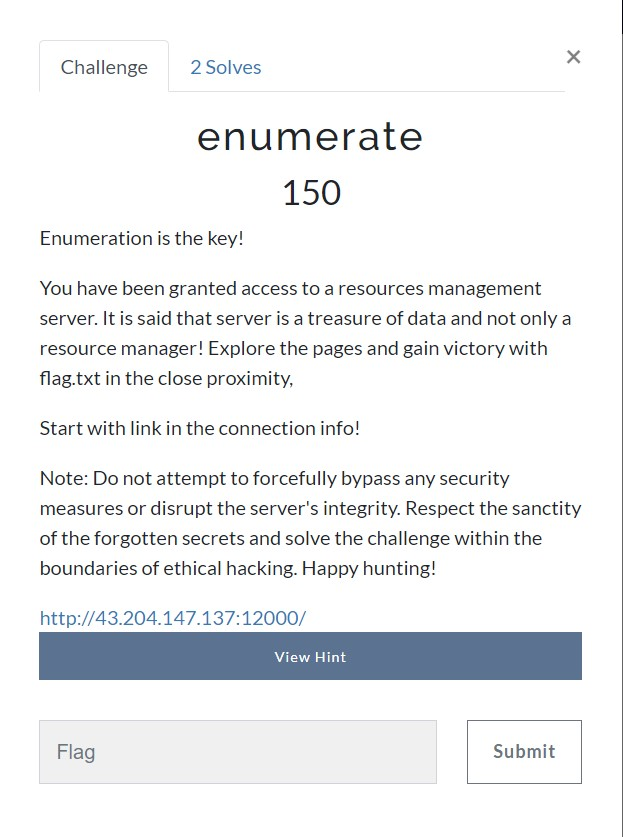 Challenge
2 Solves
×
enumerate
150
Enumeration is the key!
You have been granted access to a resources management
server. It is said that server is a treasure of data and not only a
resource manager! Explore the pages and gain victory with
flag.txt in the close proximity,
Start with link in the connection info!
Note: Do not attempt to forcefully bypass any security
measures or disrupt the server's integrity. Respect the sanctity
of the forgotten secrets and solve the challenge within the
boundaries of ethical hacking. Happy hunting!
http://43.204.147.137:12000/
View Hint
Flag
Submit